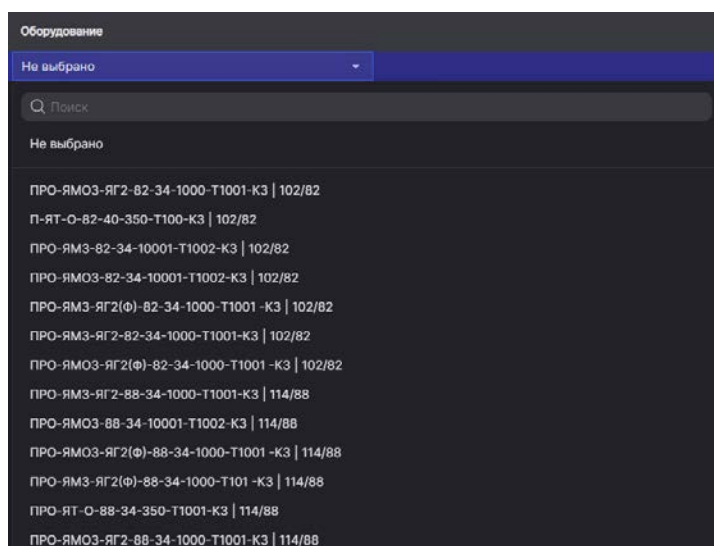 Оборудование
Не выбрано
Поиск
Не выбрано
ПРО-ЯМОЗ-ЯГ2-82-34-1000-Т1001-К3 | 102/82
П-ЯТ-О-82-40-350-Т100-К3 | 102/82
ПРО-ЯМЗ-82-34-10001-Т1002-К3 | 102/82
ПРО-ЯМОЗ-82-34-10001-Т1002-К3 | 102/82
ПРО-ЯМЗ-ЯГ2(Ф)-82-34-1000-Т1001 -К3 | 102/82
ПРО-ЯМЗ-ЯГ2-82-34-1000-Т1001-К3 | 102/82
ПРО-ЯМОЗ-ЯГ2(Ф)-82-34-1000-Т1001 -К3 | 102/82
ПРО-ЯМЗ-ЯГ2-88-34-1000-Т1001-К3 | 114/88
ПРО-ЯМОЗ-88-34-10001-Т1002-К3 | 114/88
ПРО-ЯМОЗ-ЯГ2(Ф)-88-34-1000-Т1001 -К3 | 114/88
ПРО-ЯМЗ-ЯГ2(Ф)-88-34-1000-Т101 -К3 | 114/88
ПРО-ЯТ-О-88-34-350-Т1001-К3 | 114/88
ПРО-ЯМОЗ-ЯГ2-88-34-1000-Т1001-К3 | 114/88